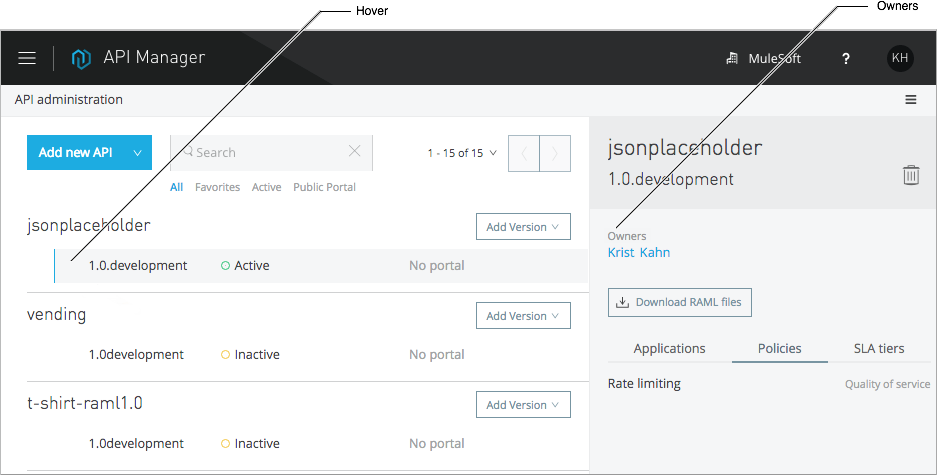 Hover
Owners
API Manager
MuleSoft
?
KH
API administration
Add new API
Search
1 - 15 of 15
All Favorites Active Public Portal
jsonplaceholder
Add Version
1.0.development Active No portal
vending
Add Version
1.0development Inactive No portal
t-shirt-raml1.0
Add Version
1.0development Inactive No portal
jsonplaceholder
1.0.development
Owners
Krist Kahn
Download RAML files
Applications Policies SLA tiers
Rate limiting Quality of service